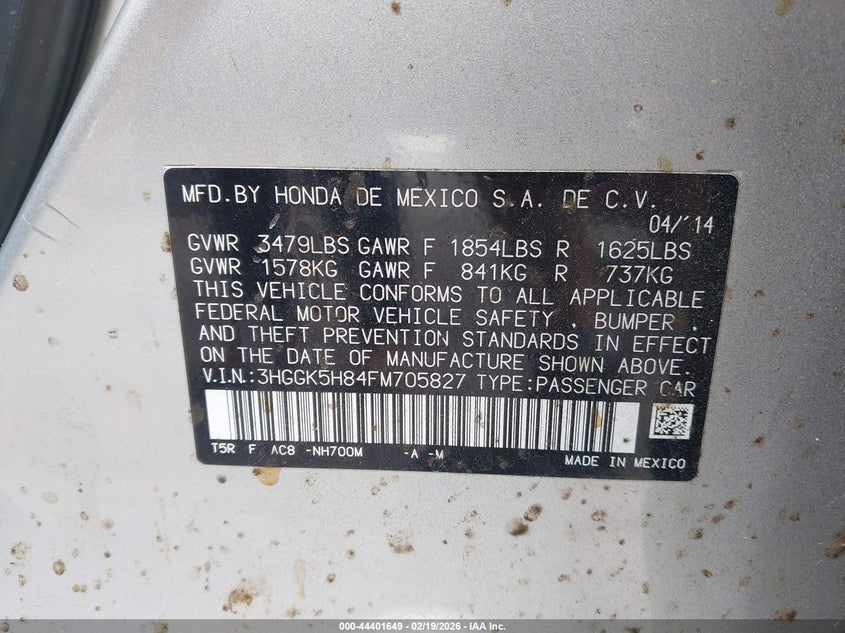 MFD.BY HONDA DE MEXICO S.A. DE C.V.
04/'14
GVWR 3479LBS GAWR F 1854LBS R 1625LBS
GVWR 1578KG GAWR F 841KG R 737KG
THIS VEHICLE CONFORMS TO ALL APPLICABLE
FEDERAL MOTOR VEHICLE SAFETY , BUMPER ,
AND THEFT PREVENTION STANDARDS IN EFFECT
ON THE DATE OF MANUFACTURE SHOWN ABOVE.
V.I.N.:3HGGK5H84FM705827 TYPE:PASSENGER CAR
T5R F AC8 -NH700M -A -M
MADE IN MEXICO
000-44401649 - 02/19/2026 - IAA Inc.